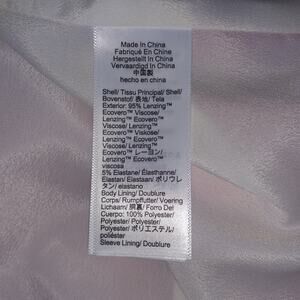 Made In China
Fabriqué En Chine
Hergestellt In China
Vervaardigd In China
中国製
hecho en china
Shell/ Tissu Principal/ Shell/
Bovenstof/ 表地/ Tela
Exterior: 95% Lenzing™
Ecovero™ Viscose/
Lenzing™ Ecovero™
Viscose/ Lenzing™
Ecovero™ Viskose/
Lenzing™ Ecovero™
Viscose/ Lenzing™
Ecovero™ レーヨン/
Lenzing™ Ecovero™
viscosa
5% Elastane/ Élasthanne/
Elastan/ Elastaan/ ポリウレ
タン/ elastano
Body Lining/ Doublure
Corps/ Rumpffutter/ Voering
Lichaam/ 胴裏/ Forro Del
Cuerpo: 100% Polyester/
Polyester/ Polyester/
Polyester/ ポリエステル/
poliéster
Sleeve Lining/ Doublure